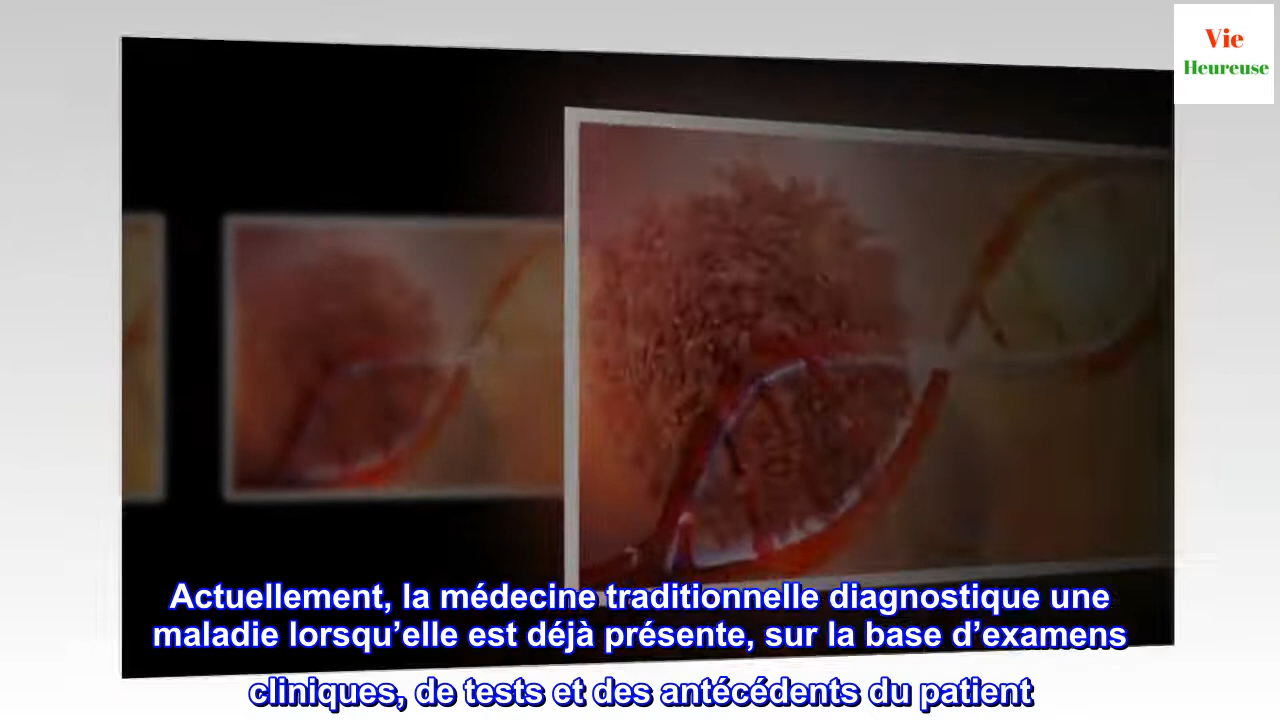 Vie
Heureuse
Actuellement, la médecine traditionnelle diagnostique une
maladie lorsqu’elle est déjà présente, sur la base d’examens
cliniques, de tests et des antécédents du patient